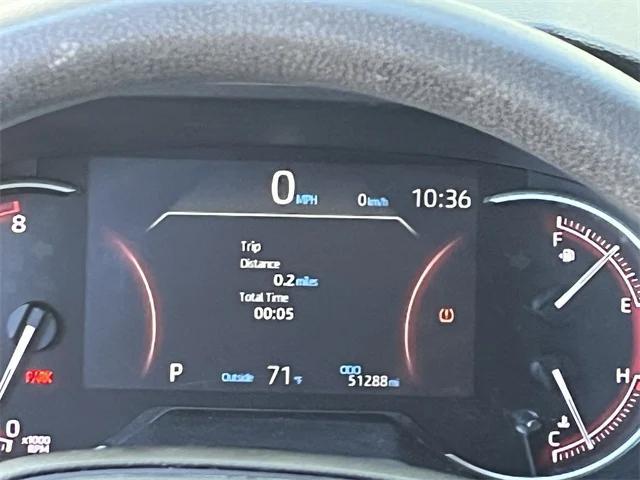 0 MPH 0 km/h 10:36
Trip
Distance
0.2 miles
Total Time
00:05
P Outside 71 °F ODO
51288 mi
8
PARK
0
x1000
RPM
F
E
H
C